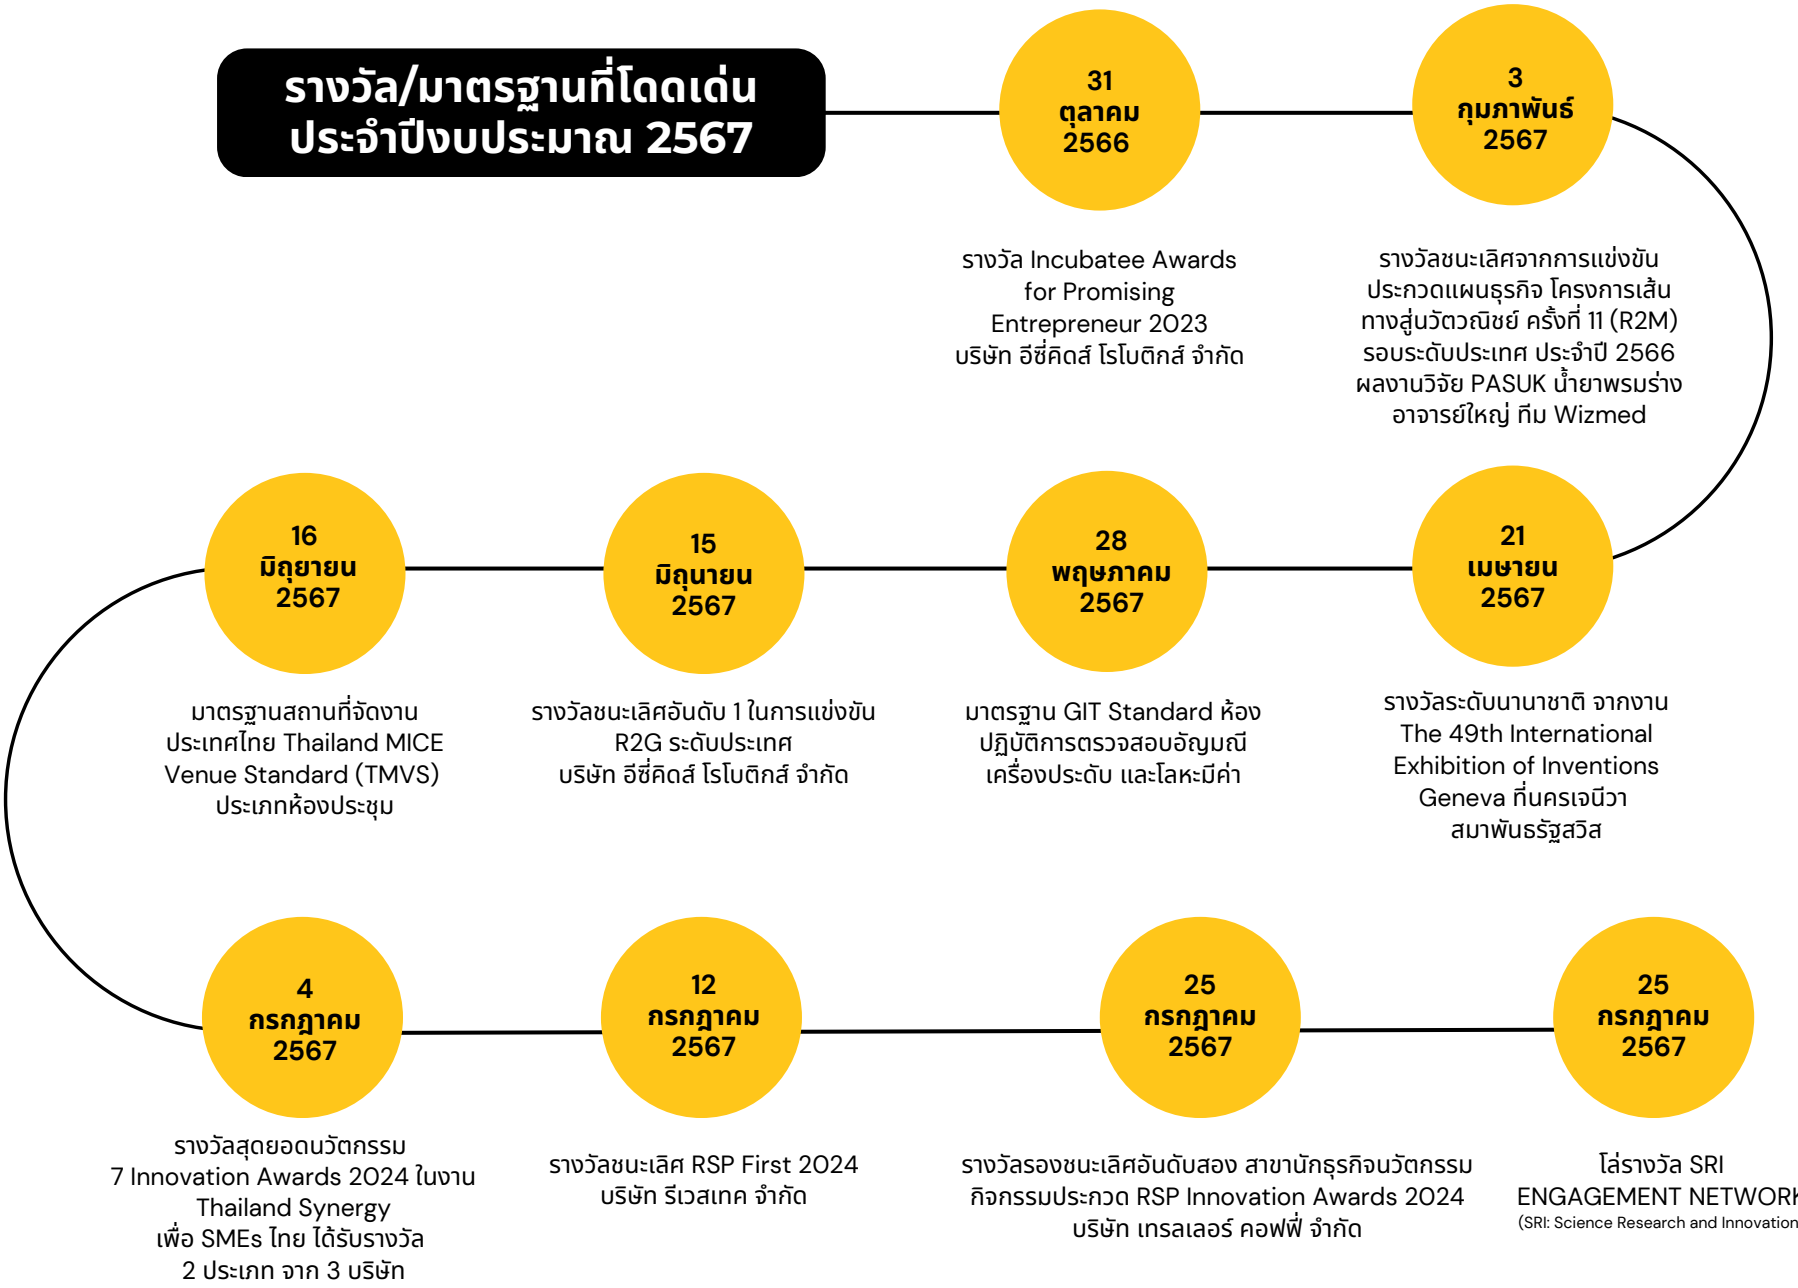 รางวัล/มาตรฐานที่โดดเด่น
ประจำปีงบประมาณ 2567
31
ตุลาคม
2566
รางวัล Incubatee Awards
for Promising
Entrepreneur 2023
บริษัท อีซี่คิดส์ โรโบติกส์ จำกัด
3
กุมภาพันธ์
2567
รางวัลชนะเลิศจากการแข่งขัน
ประกวดแผนธุรกิจ โครงการเส้น
ทางสู่นวัตวณิชย์ ครั้งที่ 11 (R2M)
รอบระดับประเทศ ประจำปี 2566
ผลงานวิจัย PASUK น้ำยาพรมร่าง
อาจารย์ใหญ่ ทีม Wizmed
21
เมษายน
2567
รางวัลระดับนานาชาติ จากงาน
The 49th International
Exhibition of Inventions
Geneva ที่นครเจนีวา
สมาพันธรัฐสวิส
28
พฤษภาคม
2567
มาตรฐาน GIT Standard ห้อง
ปฏิบัติการตรวจสอบอัญมณี
เครื่องประดับ และโลหะมีค่า
15
มิถุนายน
2567
รางวัลชนะเลิศอันดับ 1 ในการแข่งขัน
R2G ระดับประเทศ
บริษัท อีซี่คิดส์ โรโบติกส์ จำกัด
16
มิถุยายน
2567
มาตรฐานสถานที่จัดงาน
ประเทศไทย Thailand MICE
Venue Standard (TMVS)
ประเภทห้องประชุม
4
กรกฎาคม
2567
รางวัลสุดยอดนวัตกรรม
7 Innovation Awards 2024 ในงาน
Thailand Synergy
เพื่อ SMEs ไทย ได้รับรางวัล
2 ประเภท จาก 3 บริษัท
12
กรกฎาคม
2567
รางวัลชนะเลิศ RSP First 2024
บริษัท รีเวสเทค จำกัด
25
กรกฎาคม
2567
รางวัลรองชนะเลิศอันดับสอง สาขานักธุรกิจนวัตกรรม
กิจกรรมประกวด RSP Innovation Awards 2024
บริษัท เทรลเลอร์ คอฟฟี่ จำกัด
25
กรกฎาคม
2567
โล่รางวัล SRI
ENGAGEMENT NETWORK
(SRI: Science Research and Innovation